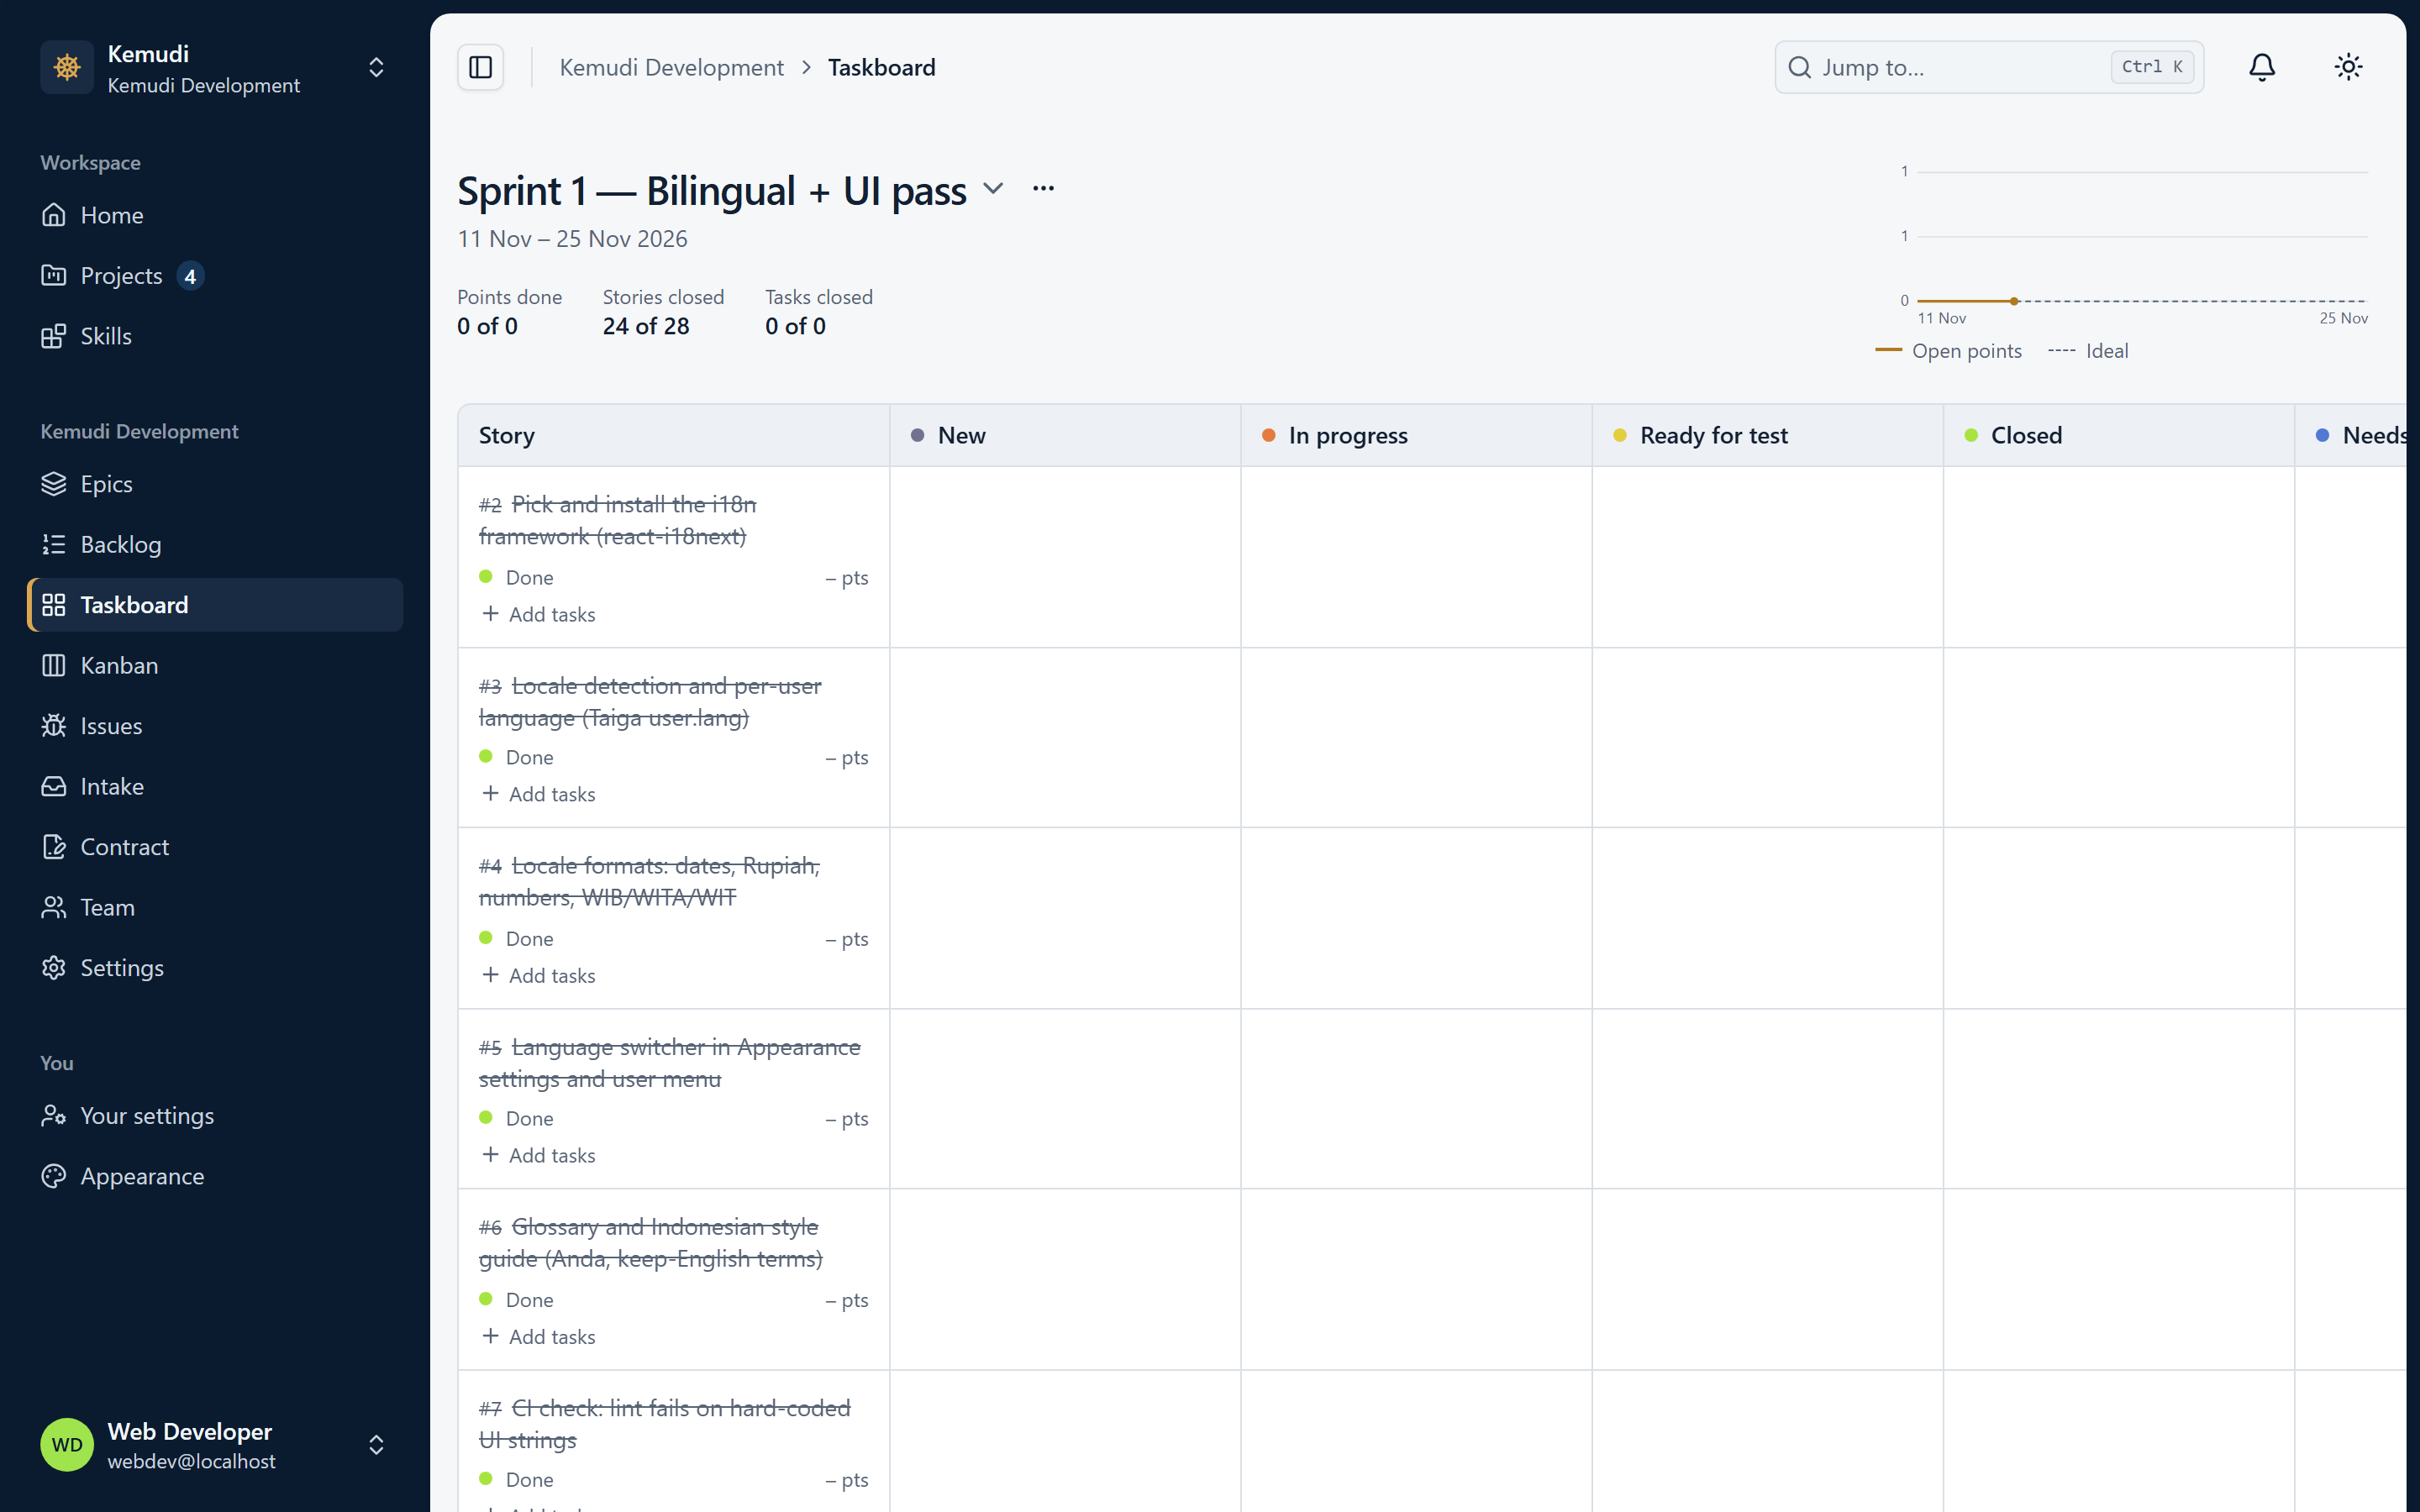 Kemudi
Kemudi Development
Workspace
Home
Projects 4
Skills
Kemudi Development
Epics
Backlog
Taskboard
Kanban
Issues
Intake
Contract
Team
Settings
You
Your settings
Appearance
WD
Web Developer
webdev@localhost
Kemudi Development > Taskboard
Jump to... Ctrl K
Sprint 1 — Bilingual + UI pass
11 Nov – 25 Nov 2026
Points done Stories closed Tasks closed
0 of 0 24 of 28 0 of 0
1
1
0
11 Nov 25 Nov
Open points Ideal
Story New In progress Ready for test Closed Needs
#2 Pick and install the i18n
framework (react-i18next)
Done – pts
+ Add tasks
#3 Locale detection and per-user
language (Taiga user.lang)
Done – pts
+ Add tasks
#4 Locale formats: dates, Rupiah,
numbers, WIB/WITA/WIT
Done – pts
+ Add tasks
#5 Language switcher in Appearance
settings and user menu
Done – pts
+ Add tasks
#6 Glossary and Indonesian style
guide (Anda, keep-English terms)
Done – pts
+ Add tasks
#7 CI check: lint fails on hard-coded
UI strings
Done – pts